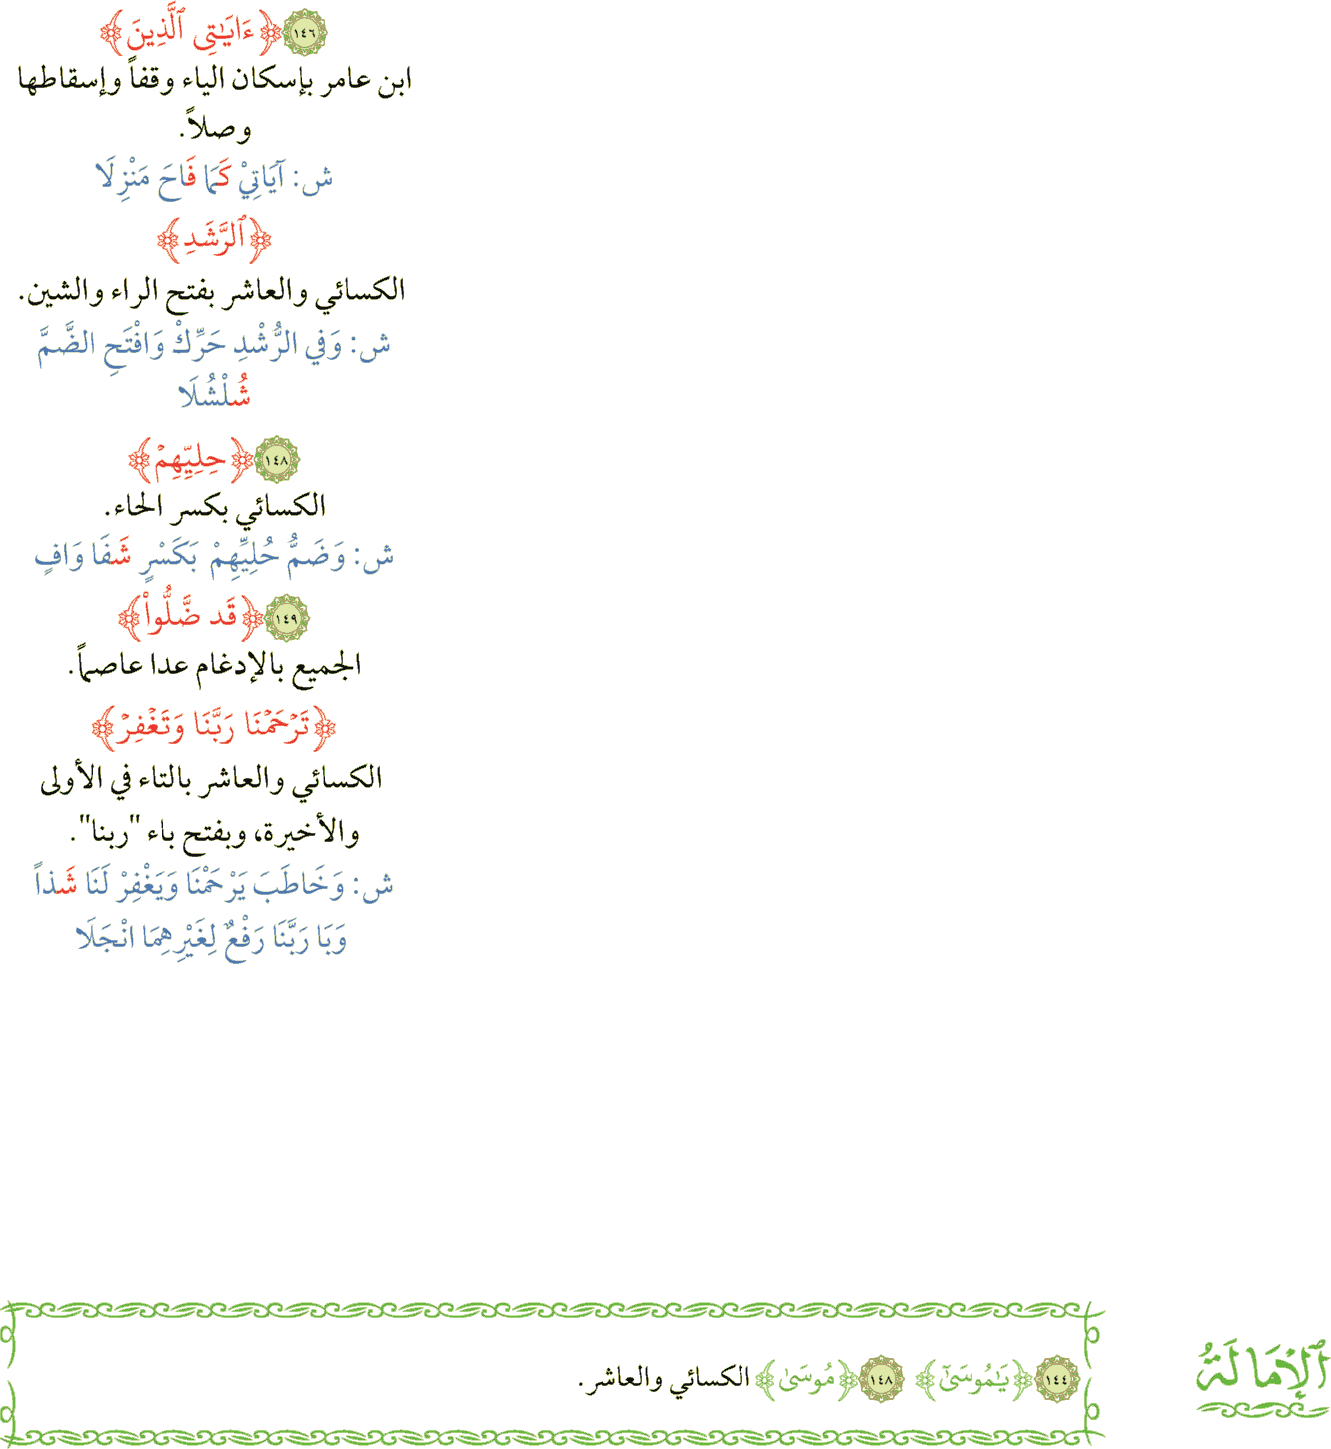 ١٤٦ ﴿ءَايَٰتِى ٱلَّذِينَ﴾
ابن عامر بإسكان الياء وقفاً وإسقاطها
وصلاً.
ش: آيَاتِيْ كَمَا فَاحَ مَنْزِلَا
﴿ٱلرَّشَدِ﴾
الكسائي والعاشر بفتح الراء والشين.
ش: وَفِي الرُّشْدِ حَرِّكْ وَافْتَحِ الضَّمَّ
شُلْشُلَا
١٤٨ ﴿حِلِيِّهِمْ﴾
الكسائي بكسر الحاء.
ش: وَضَمُّ حُلِيِّهِمْ بَكَسْرٍ شَفَا وَافٍ
١٤٩ ﴿قَد ضَّلُّواْ﴾
الجميع بالإدغام عدا عاصماً.
﴿تَرْحَمْنَا رَبَّنَا وَتَغْفِرْ﴾
الكسائي والعاشر بالتاء في الأولى
والأخيرة، وبفتح باء "ربنا".
ش: وَخَاطَبَ يَرْحَمْنَا وَيَغْفِرْ لَنَا شَذاً
وَبَا رَبَّنَا رَفْعٌ لِغَيْرِهِمَا انْجَلَا
ٱلْإِمَالَةُ
١٤٤ ﴿يَٰمُوسَىٰٓ﴾ ١٤٨ ﴿مُوسَىٰ﴾ الكسائي والعاشر.